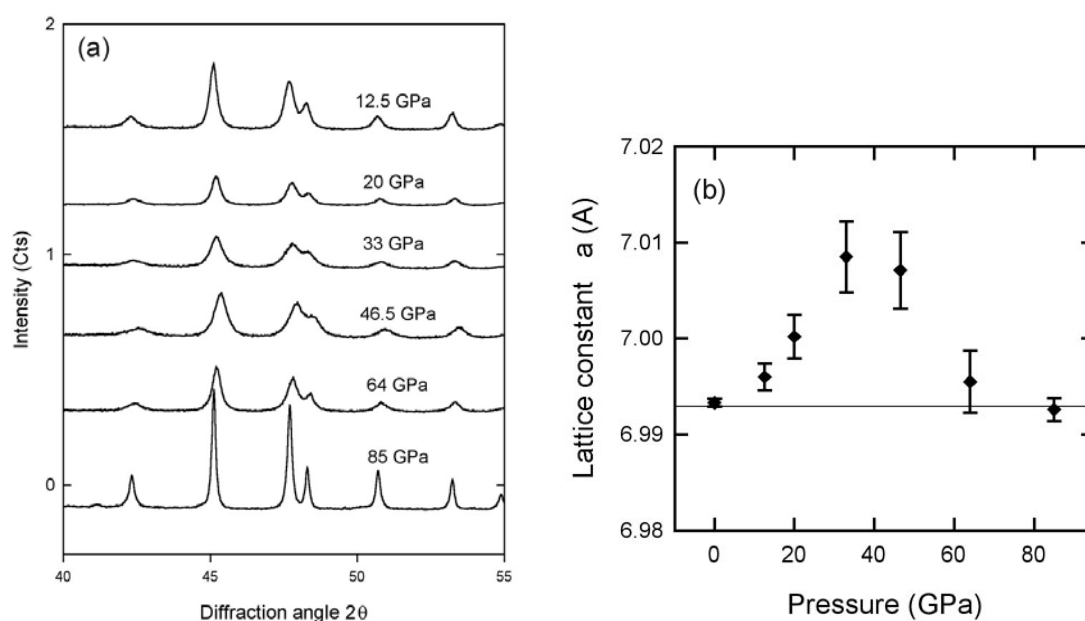 (a)
2
1
0
Intensity (Cts)
12.5 GPa
20 GPa
33 GPa
46.5 GPa
64 GPa
85 GPa
40 45 50 55
Diffraction angle 2θ
(b)
7.02
7.01
7.00
6.99
6.98
Lattice constant a (A)
0 20 40 60 80
Pressure (GPa)